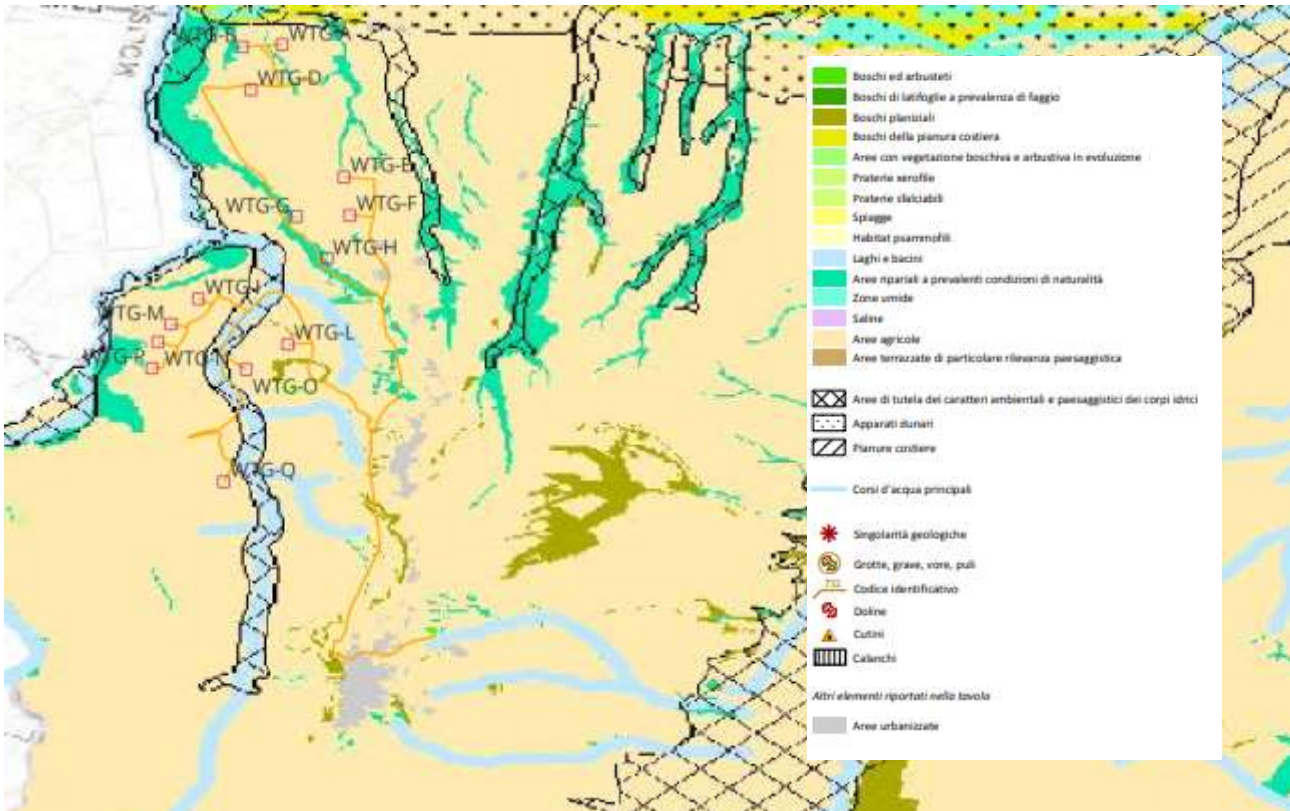 WTG-B
WTG-A
WTG-D
WTG-E
WTG-G
WTG-F
WTG-H
WTG-I
WTG-M
WTG-L
WTG-P
WTG-N
WTG-O
WTG-Q
Boschi ed arbusteti
Boschi di latifoglie a prevalenza di faggio
Boschi planiziali
Boschi della pianura costiera
Aree con vegetazione boschiva e arbustiva in evoluzione
Praterie xerofile
Praterie sfalciabili
Spiagge
Habitat psammofili
Laghi e bacini
Aree ripariali a prevalenti condizioni di naturalità
Zone umide
Saline
Aree agricole
Aree terrazzate di particolare rilevanza paesaggistica
Aree di tutela dei caratteri ambientali e paesaggistici dei corpi idrici
Apparati dunari
Pianure costiere
Corsi d'acqua principali
Singolarità geologiche
Grotte, grave, vore, puli
732
Codice identificativo
Doline
Cutini
Calanchi
Altri elementi riportati nella tavola
Aree urbanizzate